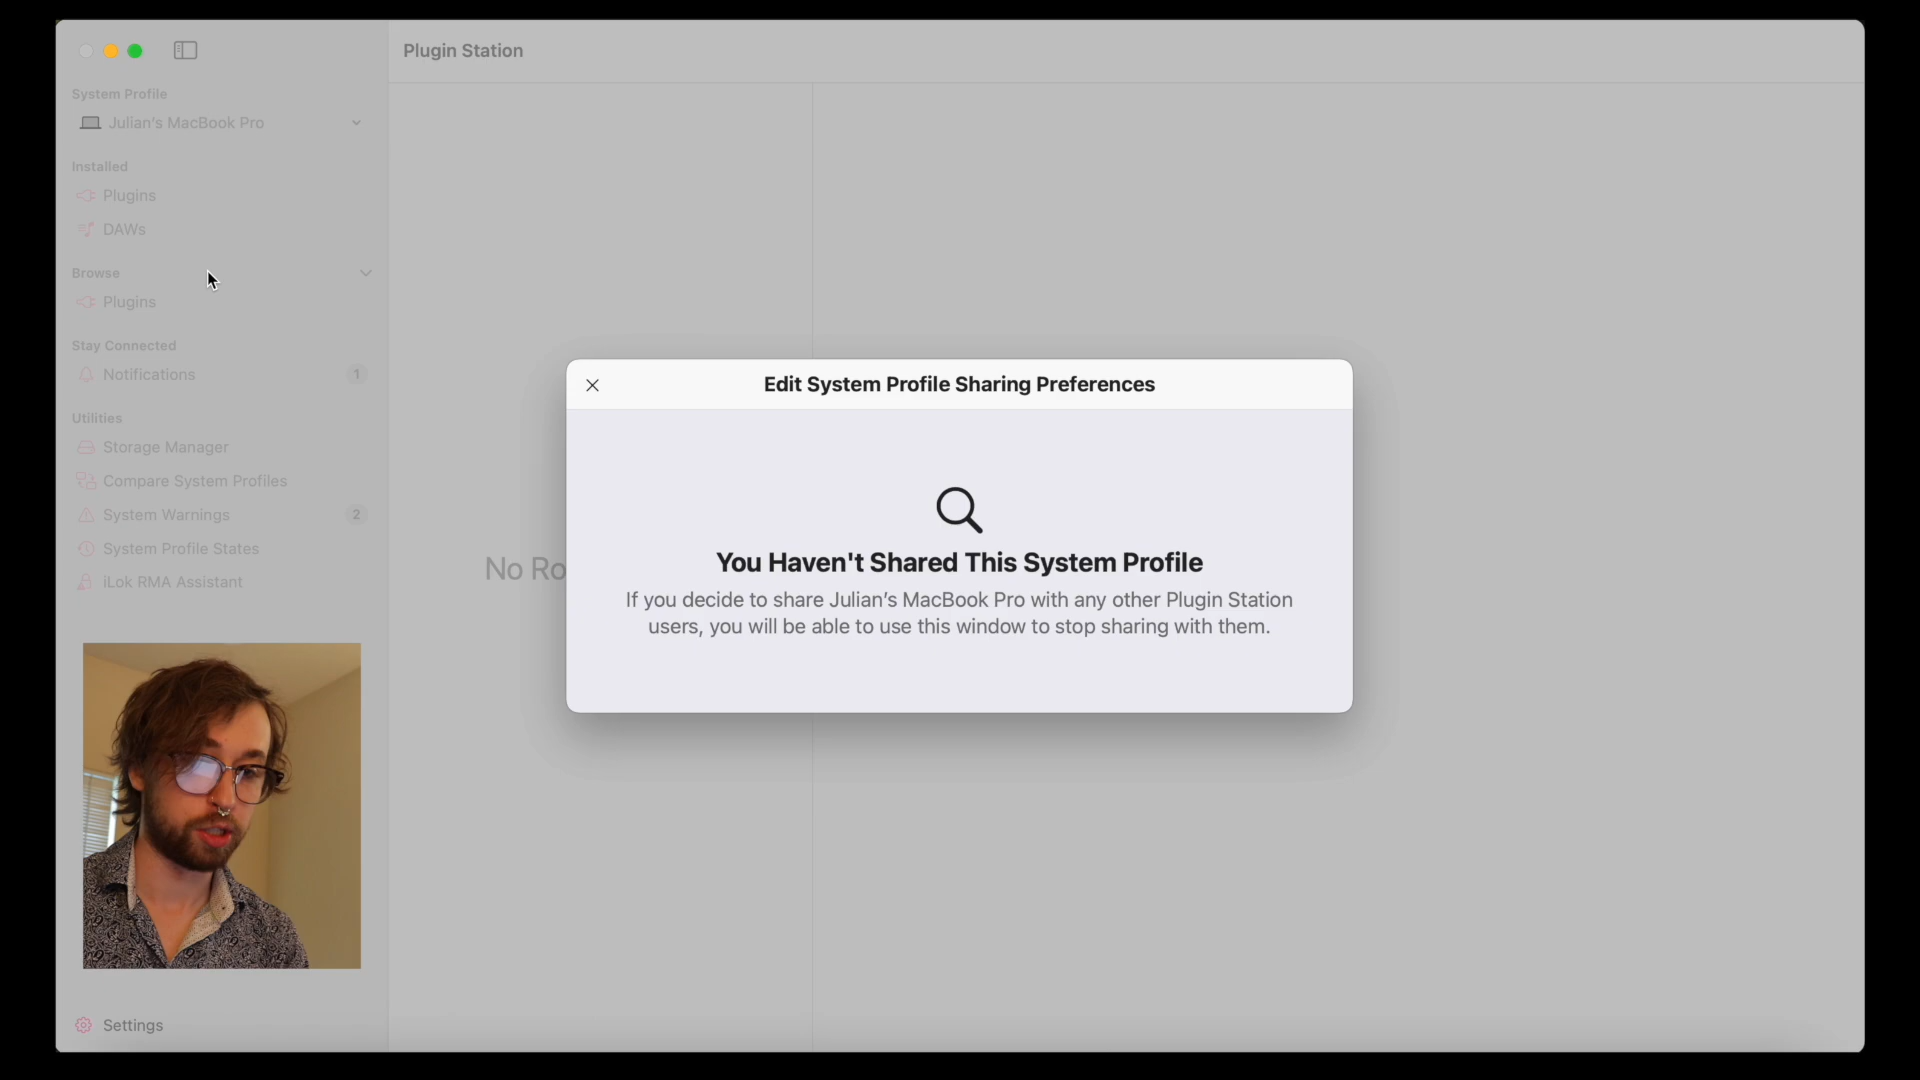 Plugin Station
System Profile
Julian's MacBook Pro
Installed
Plugins
DAWs
Browse
Plugins
Stay Connected
Notifications 1
Utilities
Storage Manager
Compare System Profiles
System Warnings 2
System Profile States
iLok RMA Assistant
Settings
No Ro
Edit System Profile Sharing Preferences
You Haven't Shared This System Profile
If you decide to share Julian's MacBook Pro with any other Plugin Station
users, you will be able to use this window to stop sharing with them.